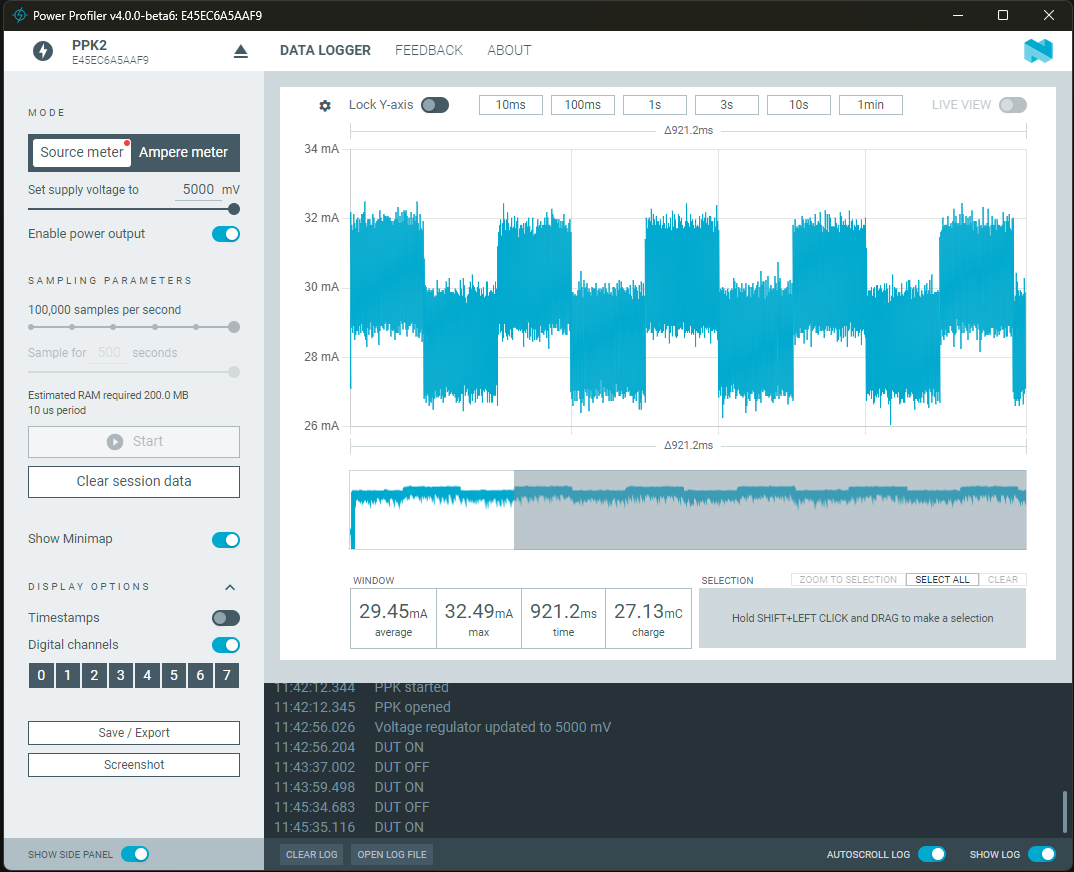 Power Profiler v4.0.0-beta6: E45EC6A5AAF9
PPK2
E45EC6A5AAF9
DATA LOGGER FEEDBACK ABOUT
MODE
Source meter Ampere meter
Set supply voltage to 5000 mV
Enable power output
SAMPLING PARAMETERS
100,000 samples per second
Sample for 500 seconds
Estimated RAM required 200.0 MB
10 us period
Start
Clear session data
Show Minimap
DISPLAY OPTIONS
Timestamps
Digital channels
0 1 2 3 4 5 6 7
Save / Export
Screenshot
SHOW SIDE PANEL
Lock Y-axis 10ms 100ms 1s 3s 10s 1min LIVE VIEW
Δ921.2ms
34 mA
32 mA
30 mA
28 mA
26 mA
Δ921.2ms
WINDOW
29.45mA 32.49mA 921.2ms 27.13mC
average max time charge
SELECTION ZOOM TO SELECTION SELECT ALL CLEAR
Hold SHIFT+LEFT CLICK and DRAG to make a selection
11:42:12.344 PPK started
11:42:12.345 PPK opened
11:42:56.026 Voltage regulator updated to 5000 mV
11:42:56.204 DUT ON
11:43:37.002 DUT OFF
11:43:59.498 DUT ON
11:45:34.683 DUT OFF
11:45:35.116 DUT ON
CLEAR LOG OPEN LOG FILE AUTOSCROLL LOG SHOW LOG